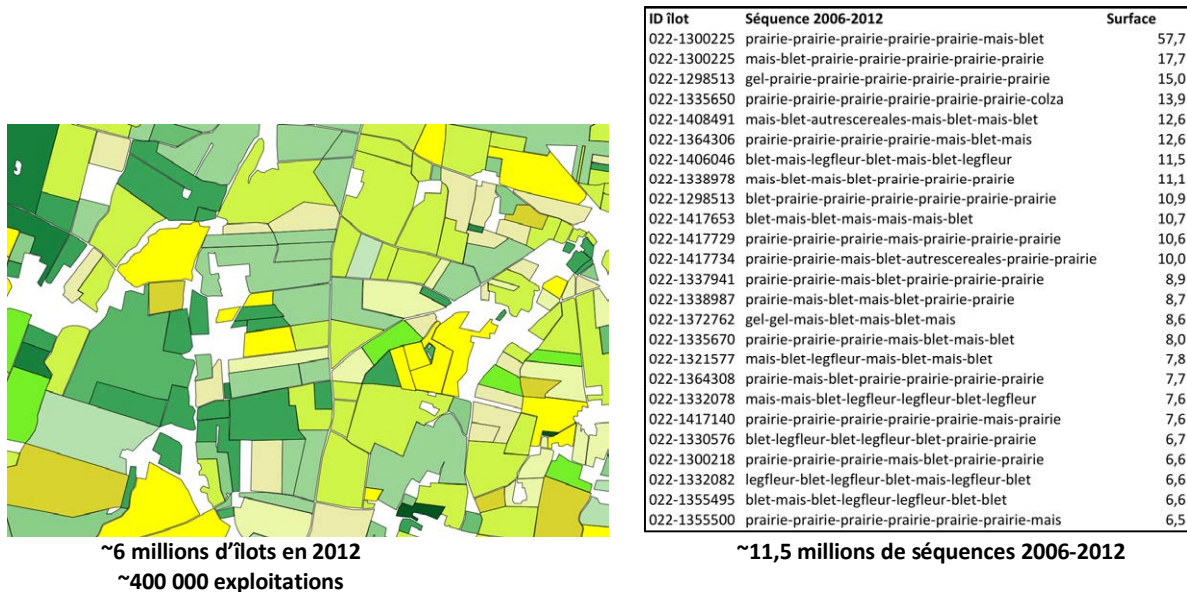 ~6 millions d'îlots en 2012
~400 000 exploitations
ID îlot Séquence 2006-2012 Surface
022-1300225 prairie-prairie-prairie-prairie-prairie-mais-blet 57,7
022-1300225 mais-blet-prairie-prairie-prairie-prairie-prairie 17,7
022-1298513 gel-prairie-prairie-prairie-prairie-prairie-prairie 15,0
022-1335650 prairie-prairie-prairie-prairie-prairie-prairie-colza 13,9
022-1408491 mais-blet-autrescereales-mais-blet-mais-blet 12,6
022-1364306 prairie-prairie-prairie-prairie-mais-blet-mais 12,6
022-1406046 blet-mais-legfleur-blet-mais-blet-legfleur 11,5
022-1338978 mais-blet-mais-blet-prairie-prairie-prairie 11,1
022-1298513 blet-prairie-prairie-prairie-prairie-prairie-prairie 10,9
022-1417653 blet-mais-blet-mais-mais-mais-blet 10,7
022-1417729 prairie-prairie-prairie-mais-prairie-prairie-prairie 10,6
022-1417734 prairie-prairie-mais-blet-autrescereales-prairie-prairie 10,0
022-1337941 prairie-prairie-mais-blet-prairie-prairie-prairie 8,9
022-1338987 prairie-mais-blet-mais-blet-prairie-prairie 8,7
022-1372762 gel-gel-mais-blet-mais-blet-mais 8,6
022-1335670 prairie-prairie-prairie-mais-blet-mais-blet 8,0
022-1321577 mais-blet-legfleur-mais-blet-mais-blet 7,8
022-1364308 prairie-mais-blet-prairie-prairie-prairie-prairie 7,7
022-1332078 mais-mais-blet-legfleur-legfleur-blet-legfleur 7,6
022-1417140 prairie-prairie-prairie-prairie-prairie-mais-prairie 7,6
022-1330576 blet-legfleur-blet-legfleur-blet-prairie-prairie 6,7
022-1300218 prairie-prairie-prairie-mais-blet-prairie-prairie 6,6
022-1332082 legfleur-blet-legfleur-blet-mais-legfleur-blet 6,6
022-1355495 blet-mais-blet-legfleur-legfleur-blet-blet 6,6
022-1355500 prairie-prairie-prairie-prairie-prairie-prairie-mais 6,5
~11,5 millions de séquences 2006-2012